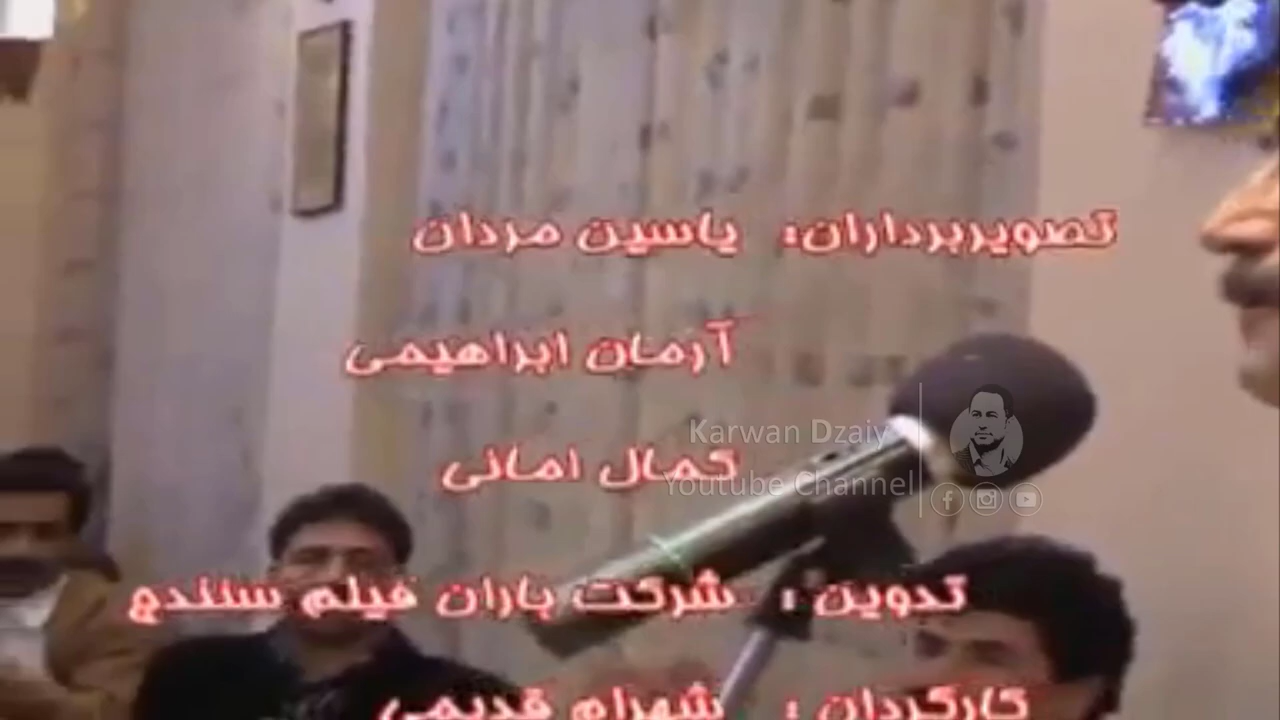 تصویربرداران: یاسین مردان
آرمان ابراهیمی
کمال امانی
Karwan Dzaiy
Youtube Channel
تدوین : شرکت باران فیلم سنندج
کارگردان : شهرام قدیمی